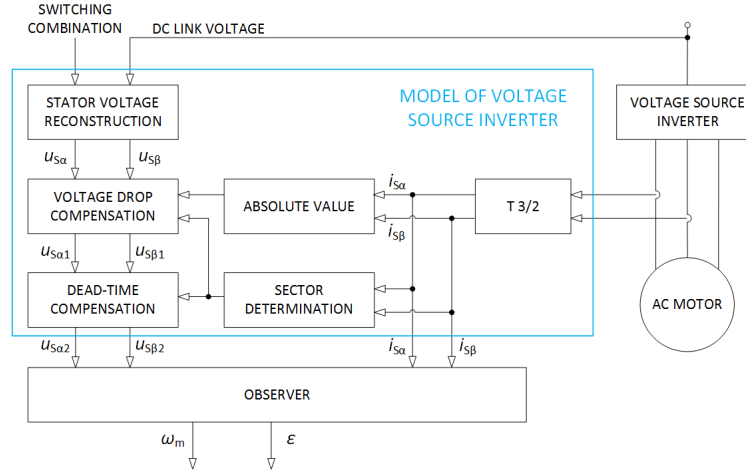 SWITCHING
COMBINATION
DC LINK VOLTAGE
MODEL OF VOLTAGE
SOURCE INVERTER
STATOR VOLTAGE
RECONSTRUCTION
VOLTAGE SOURCE
INVERTER
uSα
uSβ
iSα
VOLTAGE DROP
COMPENSATION
ABSOLUTE VALUE
T 3/2
iSβ
uSα1
uSβ1
DEAD-TIME
COMPENSATION
SECTOR
DETERMINATION
AC MOTOR
uSα2
uSβ2
iSα
iSβ
OBSERVER
ωm
ε